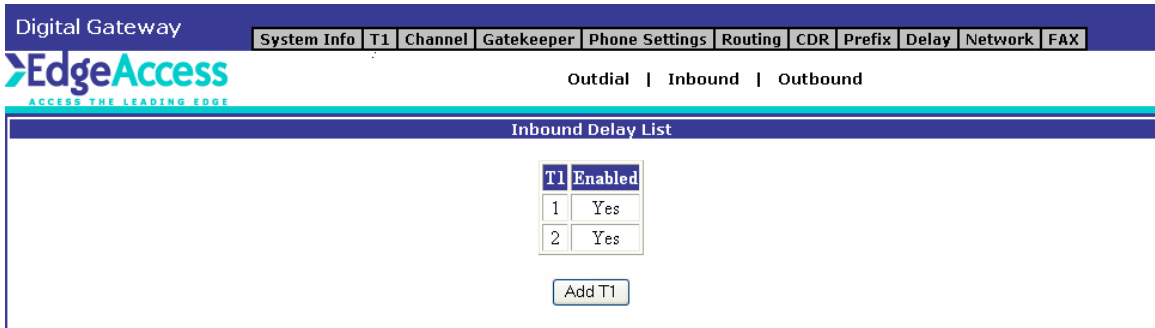 Digital Gateway
System Info T1 Channel Gatekeeper Phone Settings Routing CDR Prefix Delay Network FAX
EdgeAccess
ACCESS THE LEADING EDGE
Outdial | Inbound | Outbound
Inbound Delay List
T1 Enabled
1 Yes
2 Yes
Add T1